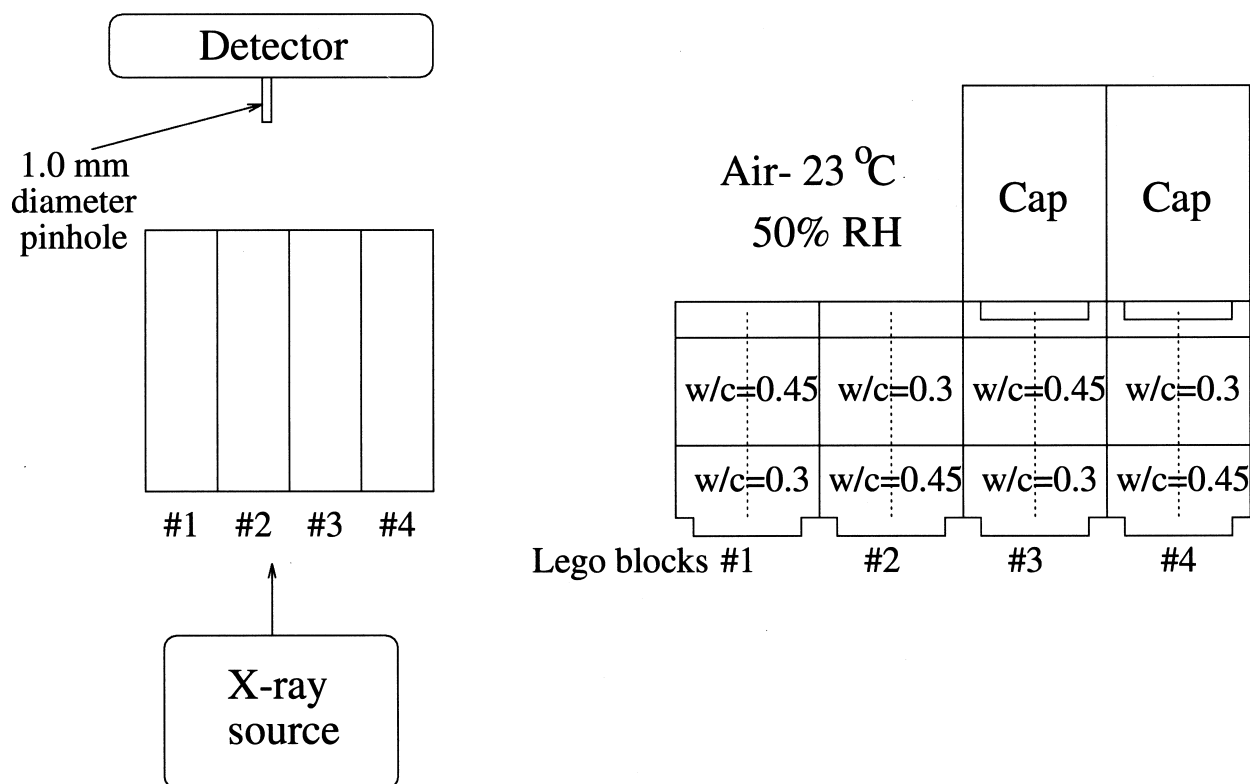 Detector
1.0 mm
diameter
pinhole
#1 #2 #3 #4
X-ray
source
Air- 23 °C
50% RH
Cap Cap
w/c=0.45 w/c=0.3 w/c=0.45 w/c=0.3
w/c=0.3 w/c=0.45 w/c=0.3 w/c=0.45
Lego blocks #1 #2 #3 #4